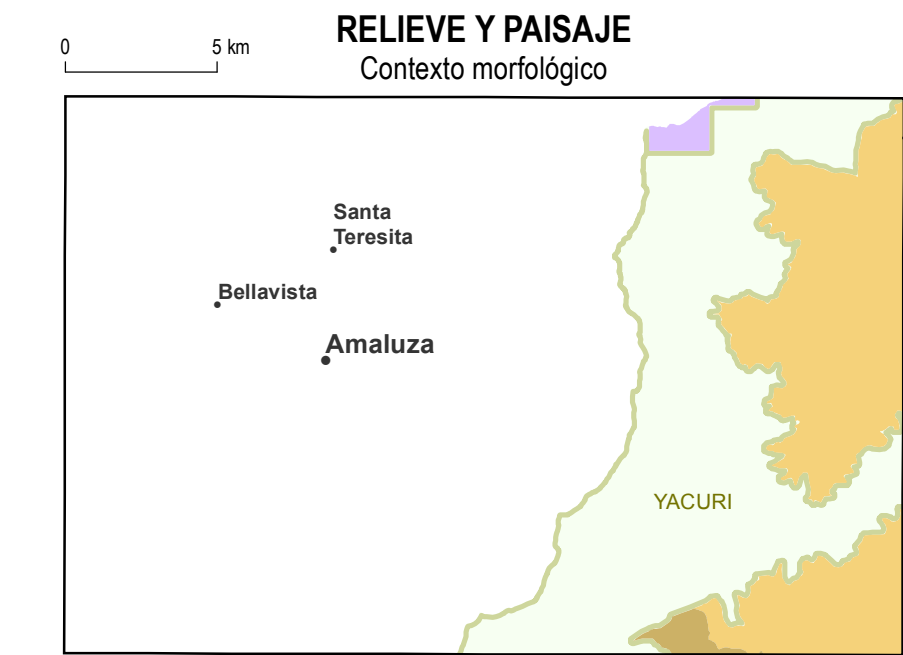 RELIEVE Y PAISAJE
0 5 km
Contexto morfológico
Santa
Teresita
Bellavista
Amaluza
YACURI